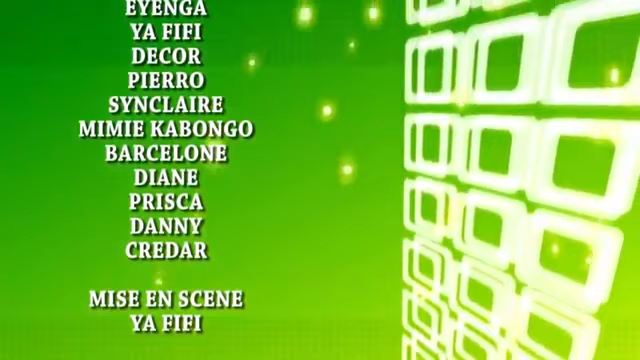 EYENGA
YA FIFI
DECOR
PIERRO
SYNCLAIRE
MIMIE KABONGO
BARCELONE
DIANE
PRISCA
DANNY
CREDAR
MISE EN SCENE
YA FIFI